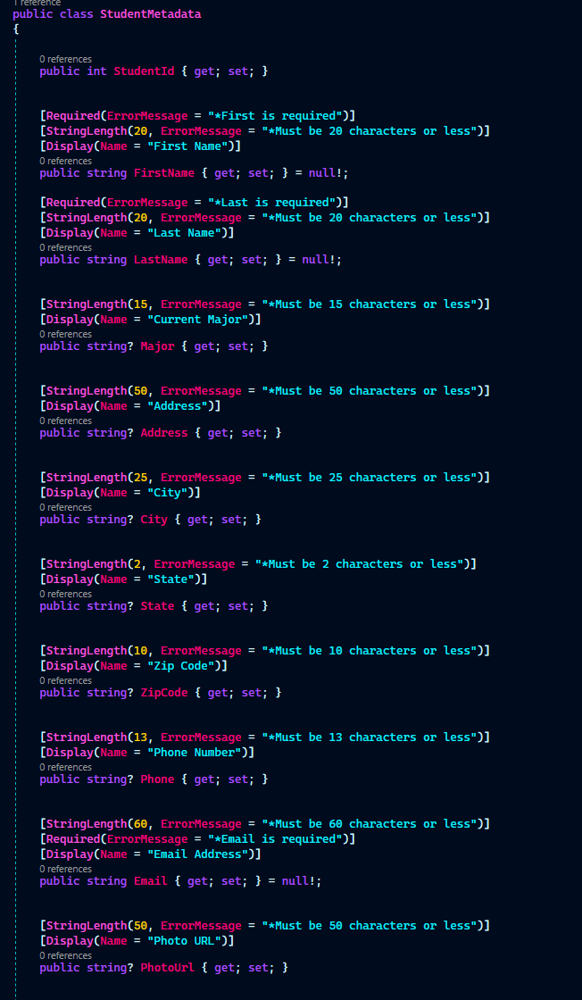 1 reference
public class StudentMetadata
{
0 references
public int StudentId { get; set; }
[Required(ErrorMessage = "*First is required")]
[StringLength(20, ErrorMessage = "*Must be 20 characters or less")]
[Display(Name = "First Name")]
0 references
public string FirstName { get; set; } = null!;
[Required(ErrorMessage = "*Last is required")]
[StringLength(20, ErrorMessage = "*Must be 20 characters or less")]
[Display(Name = "Last Name")]
0 references
public string LastName { get; set; } = null!;
[StringLength(15, ErrorMessage = "*Must be 15 characters or less")]
[Display(Name = "Current Major")]
0 references
public string? Major { get; set; }
[StringLength(50, ErrorMessage = "*Must be 50 characters or less")]
[Display(Name = "Address")]
0 references
public string? Address { get; set; }
[StringLength(25, ErrorMessage = "*Must be 25 characters or less")]
[Display(Name = "City")]
0 references
public string? City { get; set; }
[StringLength(2, ErrorMessage = "*Must be 2 characters or less")]
[Display(Name = "State")]
0 references
public string? State { get; set; }
[StringLength(10, ErrorMessage = "*Must be 10 characters or less")]
[Display(Name = "Zip Code")]
0 references
public string? ZipCode { get; set; }
[StringLength(13, ErrorMessage = "*Must be 13 characters or less")]
[Display(Name = "Phone Number")]
0 references
public string? Phone { get; set; }
[StringLength(60, ErrorMessage = "*Must be 60 characters or less")]
[Required(ErrorMessage = "*Email is required")]
[Display(Name = "Email Address")]
0 references
public string Email { get; set; } = null!;
[StringLength(50, ErrorMessage = "*Must be 50 characters or less")]
[Display(Name = "Photo URL")]
0 references
public string? PhotoUrl { get; set; }